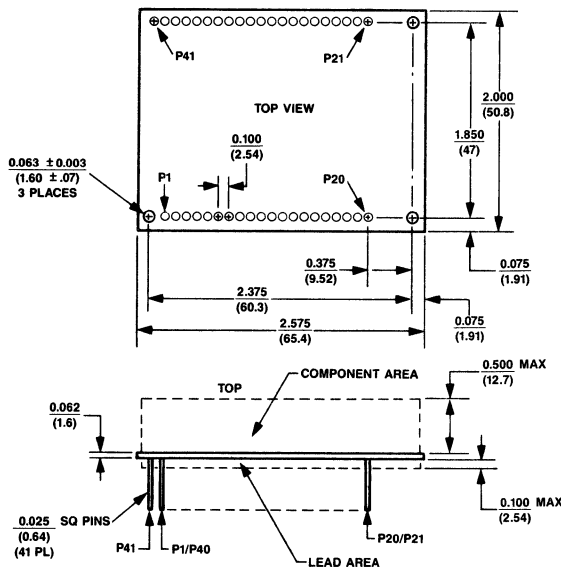 P41
P21
TOP VIEW
0.100
(2.54)
2.000
(50.8)
1.850
(47)
0.063 ± 0.003
(1.60 ± .07)
3 PLACES
P1
P20
0.375
(9.52)
0.075
(1.91)
2.375
(60.3)
2.575
(65.4)
0.075
(1.91)
TOP
COMPONENT AREA
0.500 MAX
(12.7)
0.062
(1.6)
0.025 SQ PINS
(0.64)
(41 PL)
P41
P1/P40
P20/P21
LEAD AREA
0.100 MAX
(2.54)